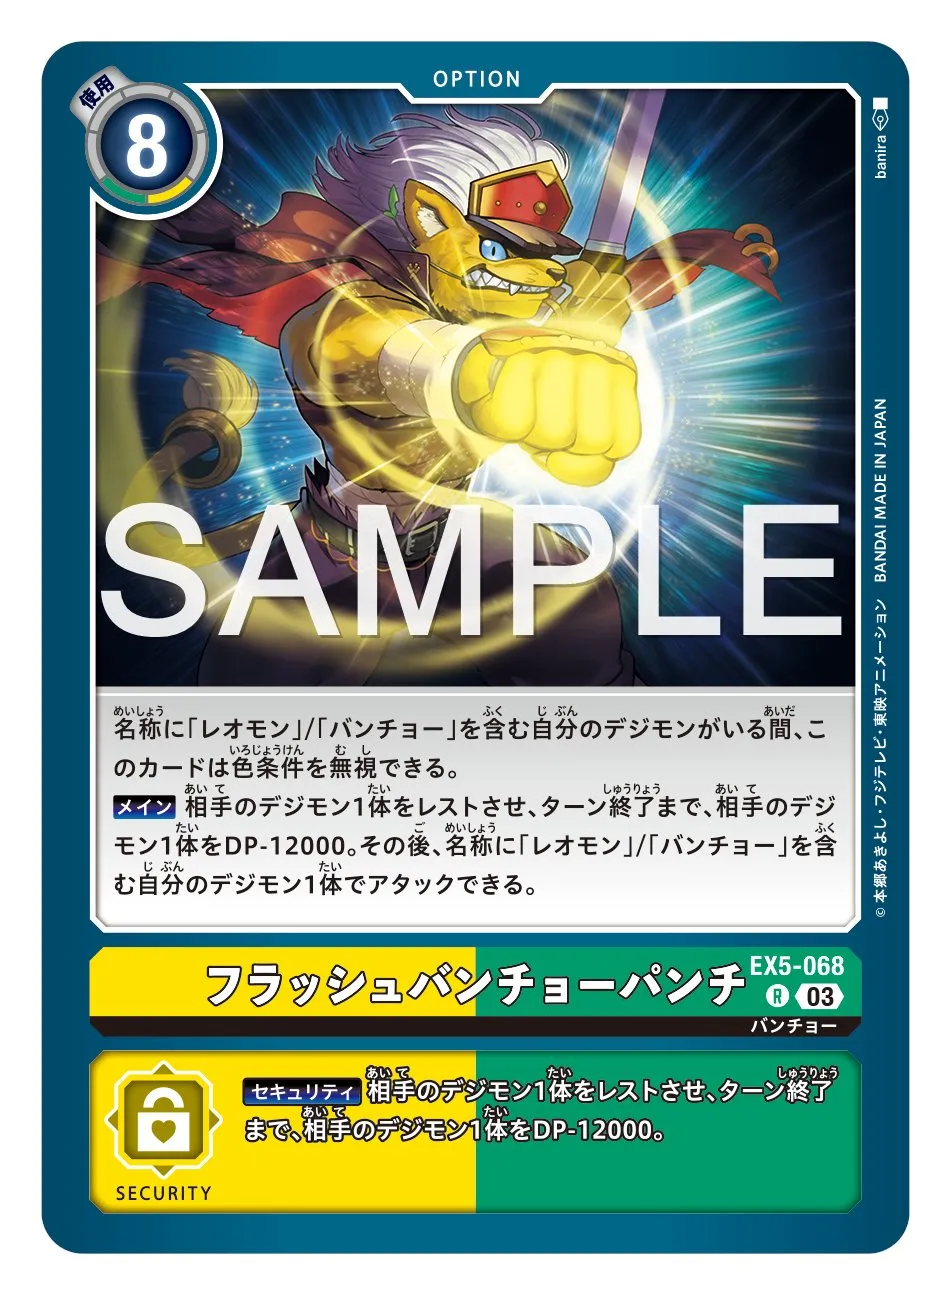 OPTION
使用
8
banira
SAMPLE
名称に「レオモン」/「バンチョー」を含む自分のデジモンがいる間、こ
のカードは色条件を無視できる。
メイン 相手のデジモン1体をレストさせ、ターン終了まで、相手のデジ
モン1体をDP-12000。その後、名称に「レオモン」/「バンチョー」を含
む自分のデジモン1体でアタックできる。
© 本郷あきよし・フジテレビ・東映アニメーション BANDAI MADE IN JAPAN
フラッシュバンチョーパンチ
EX5-068
R 03
バンチョー
セキュリティ 相手のデジモン1体をレストさせ、ターン終了
まで、相手のデジモン1体をDP-12000。
SECURITY